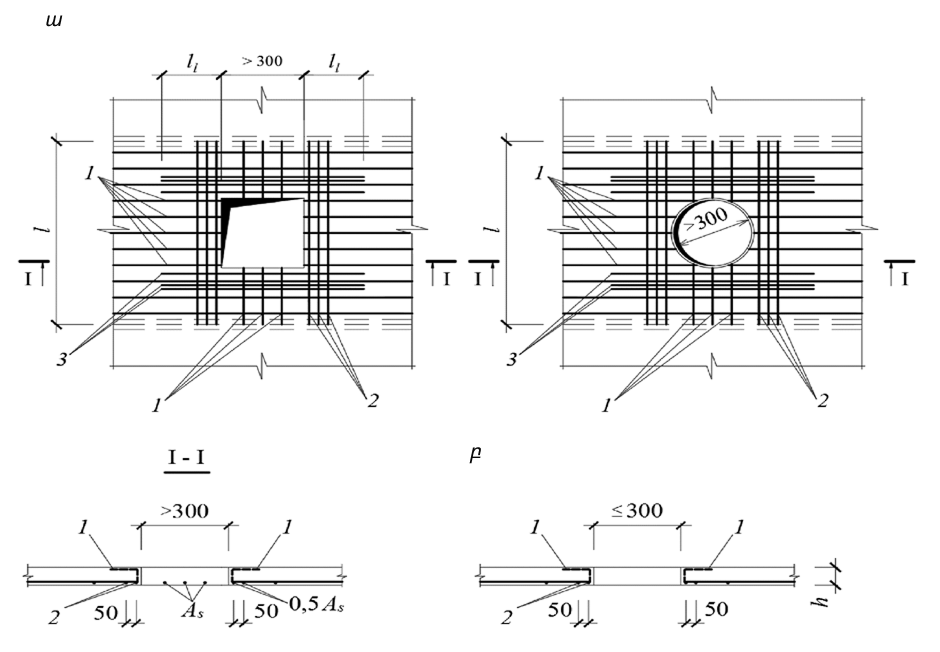 ա
l_l >300 l_l
1 1
l l
>300
I I I I
3 3
1 2 1 2
I - I բ
>300 ≤ 300
1 1 1 1
2 50 A_s 50 0,5 A_s 2 50 50 h